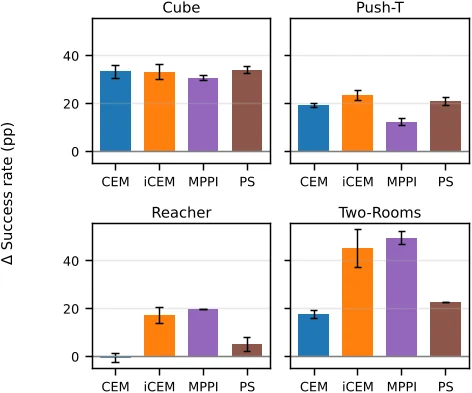 Cube
Push-T
Δ Success rate (pp)
40
20
0
CEM iCEM MPPI PS
CEM iCEM MPPI PS
Reacher
Two-Rooms
40
20
0
CEM iCEM MPPI PS
CEM iCEM MPPI PS